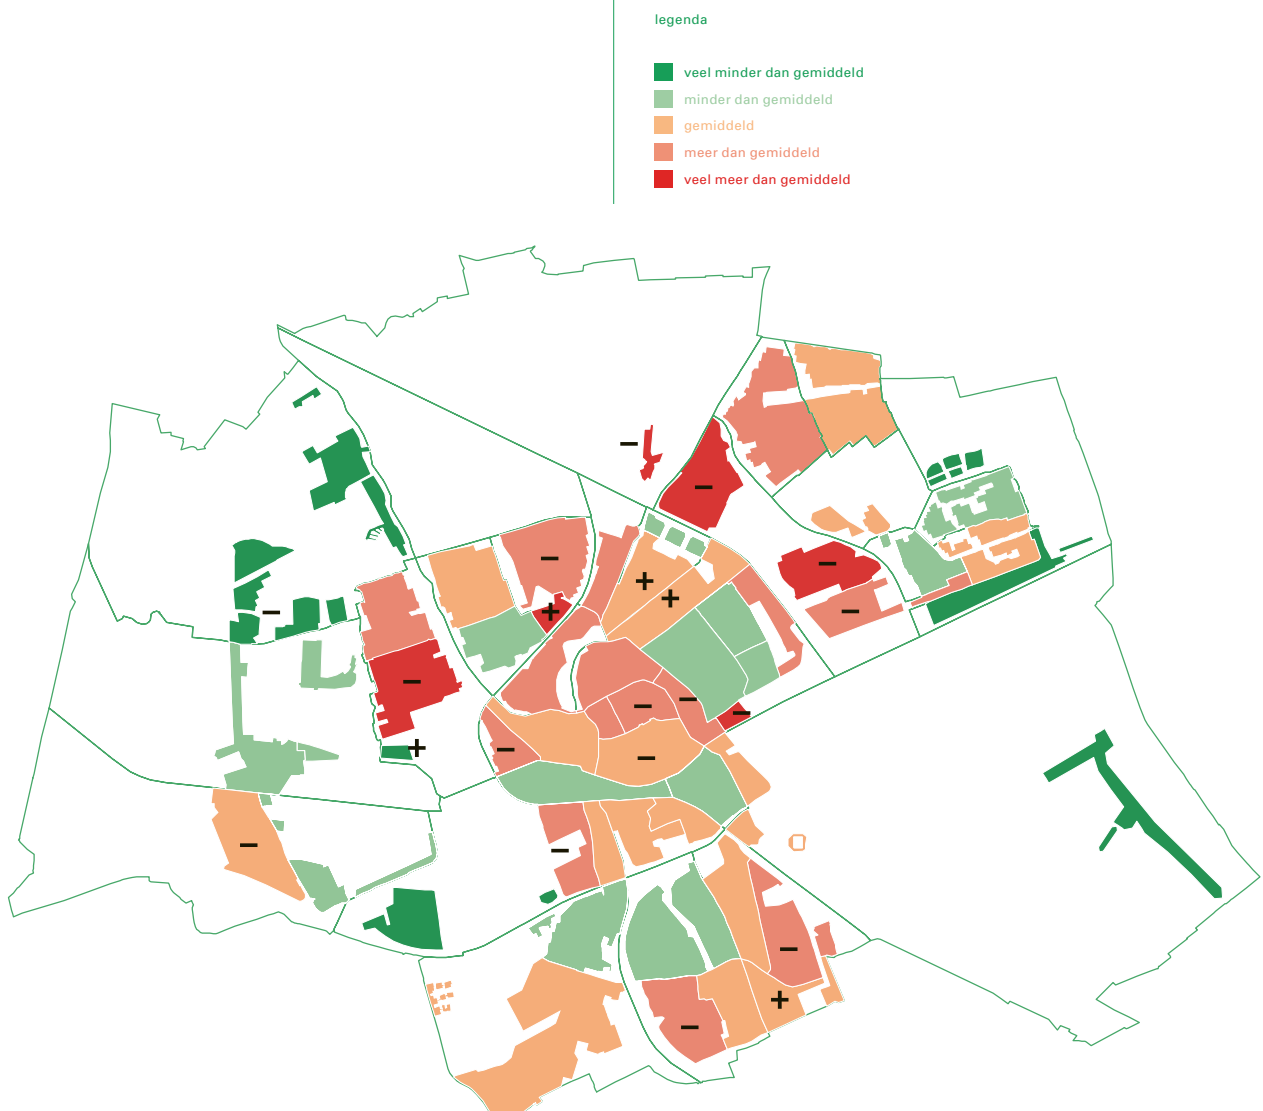 legenda
veel minder dan gemiddeld
minder dan gemiddeld
gemiddeld
meer dan gemiddeld
veel meer dan gemiddeld